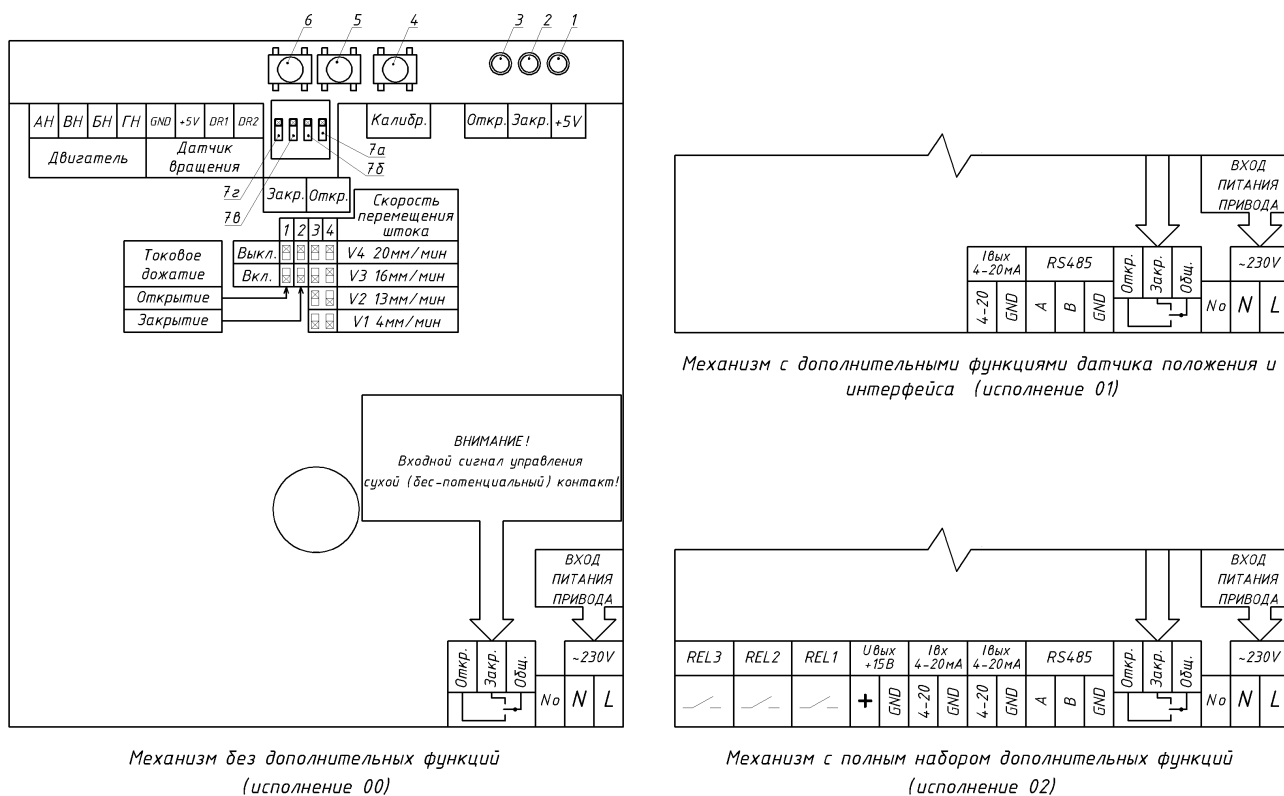 6 5 4 3 2 1
АН ВН БН ГН GND +5V DR1 DR2
Двигатель
Датчик
вращения
Калибр.
Откр. Закр. +5V
7а
7б
7г
7в
Закр. Откр.
Скорость
перемещения
штока
1 2 3 4
Токовое
дожатие
Открытие
Закрытие
Выкл.
Вкл.
V4 20мм/мин
V3 16мм/мин
V2 13мм/мин
V1 4мм/мин
ВНИМАНИЕ!
Входной сигнал управления
сухой (бес-потенциальный) контакт!
ВХОД
ПИТАНИЯ
ПРИВОДА
Откр. Закр. Общ. ~230V
No N L
Механизм без дополнительных функций
(исполнение 00)
ВХОД
ПИТАНИЯ
ПРИВОДА
Iвых
4-20мА
RS485
Откр. Закр. Общ. ~230V
4-20 GND A B GND No N L
Механизм с дополнительными функциями датчика положения и
интерфейса (исполнение 01)
ВХОД
ПИТАНИЯ
ПРИВОДА
REL3 REL2 REL1
Uвых
+15В
Iвх
4-20мА
Iвых
4-20мА
RS485
Откр. Закр. Общ. ~230V
+ GND 4-20 GND 4-20 GND A B GND No N L
Механизм с полным набором дополнительных функций
(исполнение 02)